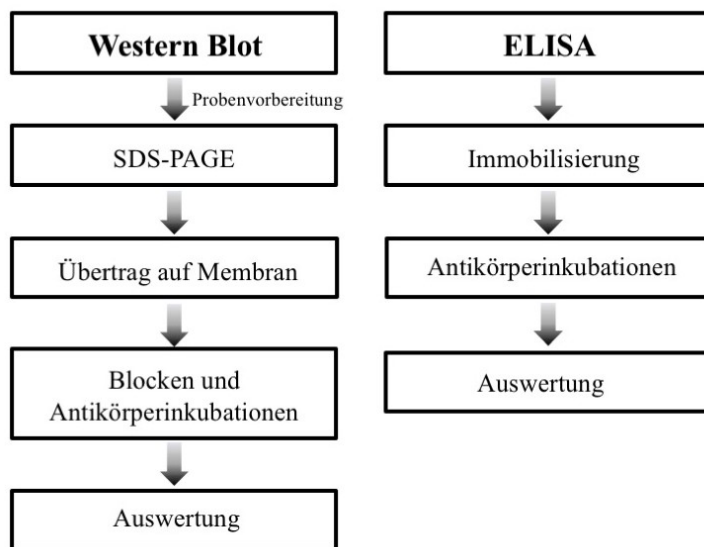 Western Blot
Probenvorbereitung
SDS-PAGE
Übertrag auf Membran
Blocken und
Antikörperinkubationen
Auswertung
ELISA
Immobilisierung
Antikörperinkubationen
Auswertung